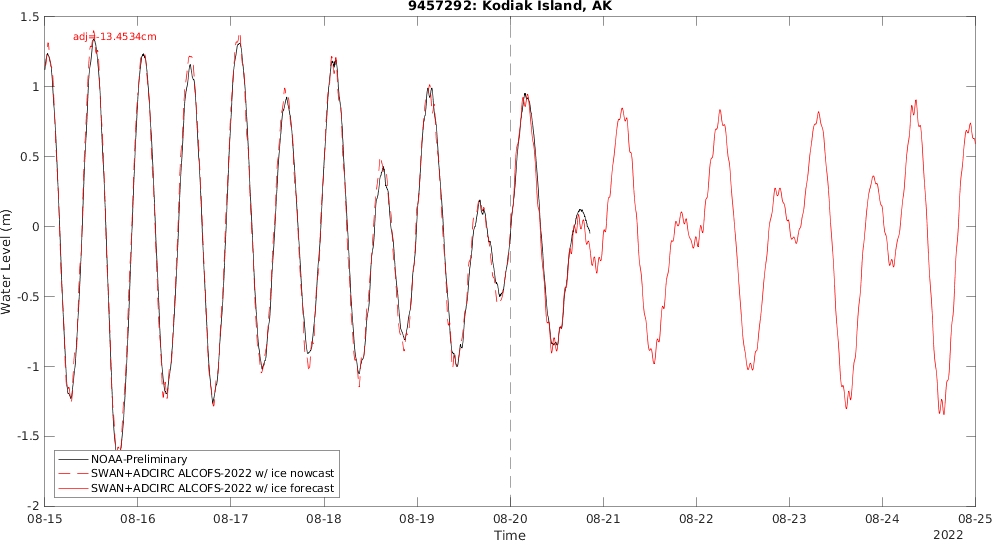 9457292: Kodiak Island, AK
adj=-13.4534cm
1.5
1
0.5
0
-0.5
-1
-1.5
-2
Water Level (m)
NOAA-Preliminary
SWAN+ADCIRC ALCOFS-2022 w/ ice nowcast
SWAN+ADCIRC ALCOFS-2022 w/ ice forecast
08-15 08-16 08-17 08-18 08-19 08-20 08-21 08-22 08-23 08-24 08-25
Time
2022